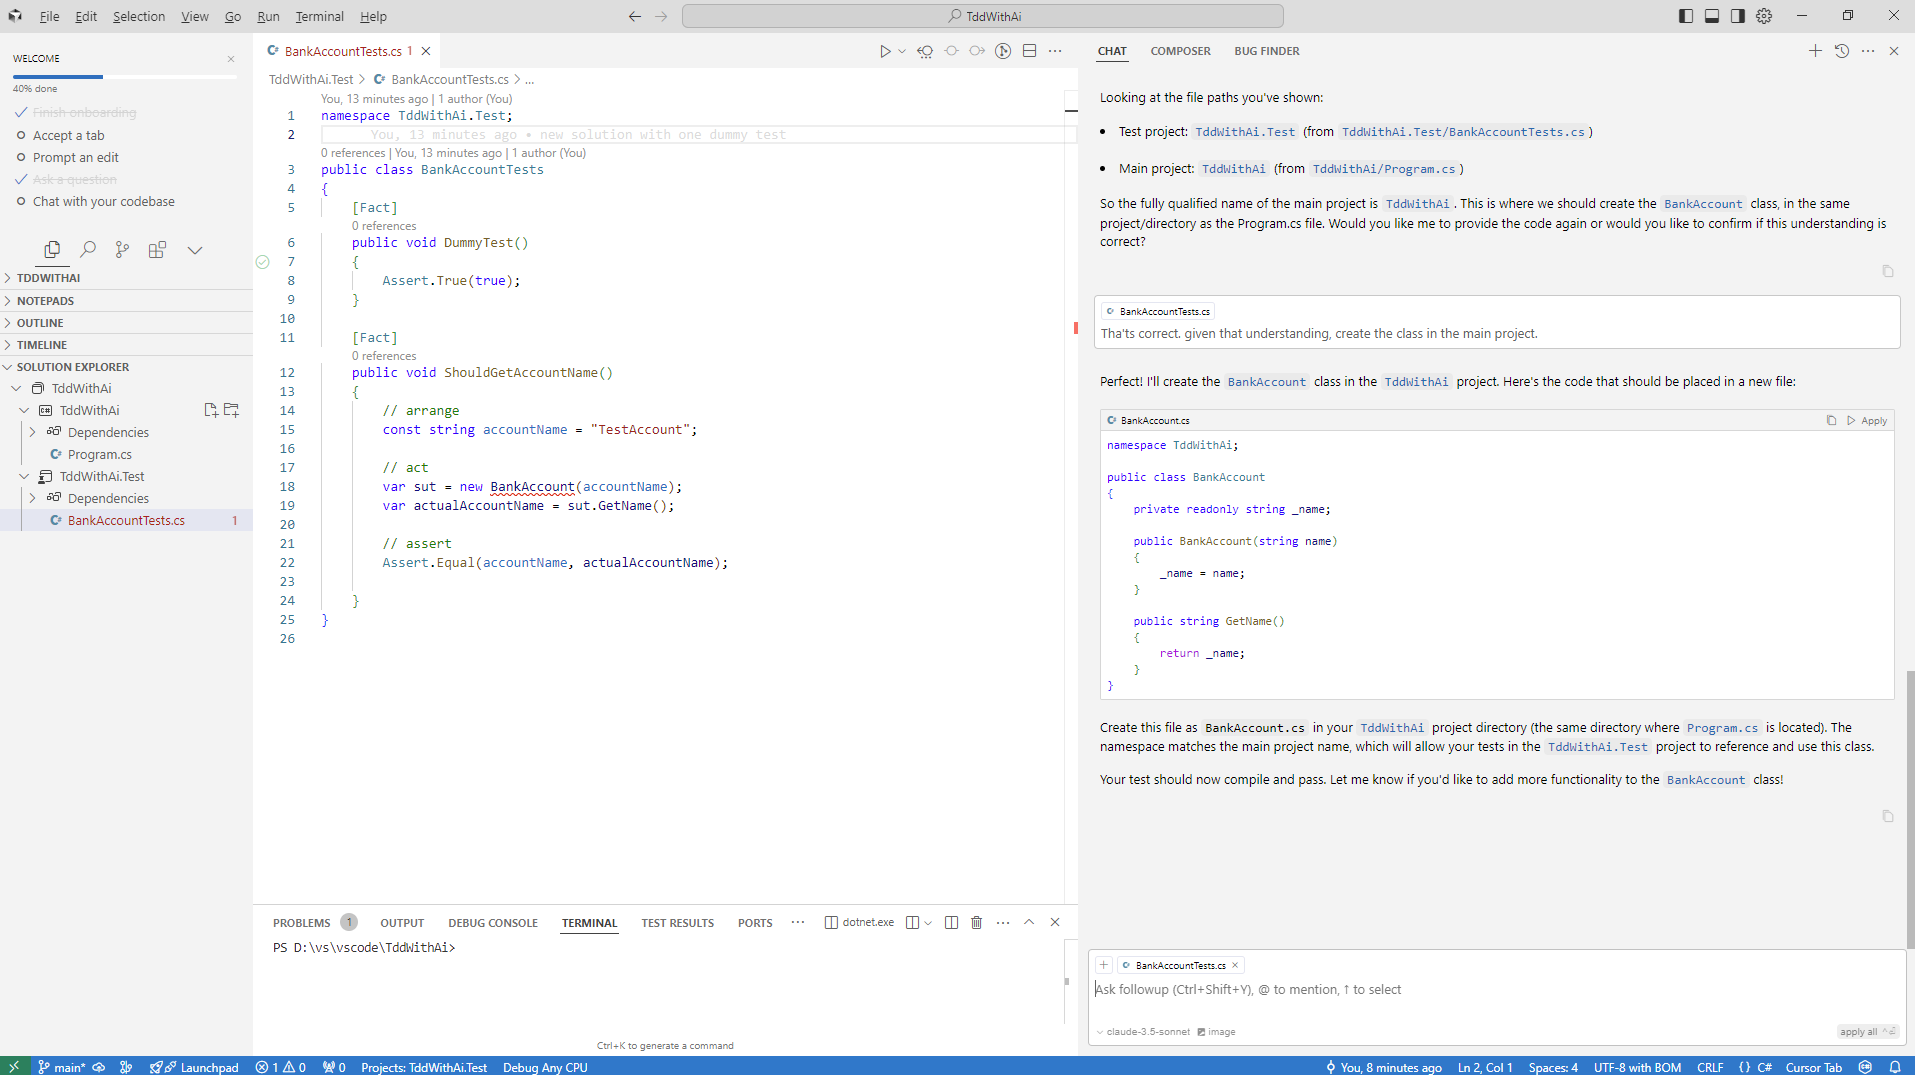 File Edit Selection View Go Run Terminal Help
TddWithAi
WELCOME
40% done
Finish onboarding
Accept a tab
Prompt an edit
Ask a question
Chat with your codebase
TDDWITHAI
NOTEPADS
OUTLINE
TIMELINE
SOLUTION EXPLORER
TddWithAi
TddWithAi
Dependencies
Program.cs
TddWithAi.Test
Dependencies
BankAccountTests.cs 1
BankAccountTests.cs 1
TddWithAi.Test > BankAccountTests.cs > ...
You, 13 minutes ago | 1 author (You)
1 namespace TddWithAi.Test;
2 You, 13 minutes ago • new solution with one dummy test
0 references | You, 13 minutes ago | 1 author (You)
3 public class BankAccountTests
4 {
5 [Fact]
0 references
6 public void DummyTest()
7 {
8 Assert.True(true);
9 }
10
11 [Fact]
0 references
12 public void ShouldGetAccountName()
13 {
14 // arrange
15 const string accountName = "TestAccount";
16
17 // act
18 var sut = new BankAccount(accountName);
19 var actualAccountName = sut.GetName();
20
21 // assert
22 Assert.Equal(accountName, actualAccountName);
23
24 }
25 }
26
PROBLEMS 1 OUTPUT DEBUG CONSOLE TERMINAL TEST RESULTS PORTS ··· dotnet.exe
PS D:\vs\vscode\TddWithAi>
Ctrl+K to generate a command
CHAT COMPOSER BUG FINDER
Looking at the file paths you've shown:
• Test project: TddWithAi.Test (from TddWithAi.Test/BankAccountTests.cs)
• Main project: TddWithAi (from TddWithAi/Program.cs)
So the fully qualified name of the main project is TddWithAi. This is where we should create the BankAccount class, in the same
project/directory as the Program.cs file. Would you like me to provide the code again or would you like to confirm if this understanding is
correct?
BankAccountTests.cs
Tha'ts correct. given that understanding, create the class in the main project.
Perfect! I'll create the BankAccount class in the TddWithAi project. Here's the code that should be placed in a new file:
BankAccount.cs Apply
namespace TddWithAi;
public class BankAccount
{
private readonly string _name;
public BankAccount(string name)
{
_name = name;
}
public string GetName()
{
return _name;
}
}
Create this file as BankAccount.cs in your TddWithAi project directory (the same directory where Program.cs is located). The
namespace matches the main project name, which will allow your tests in the TddWithAi.Test project to reference and use this class.
Your test should now compile and pass. Let me know if you'd like to add more functionality to the BankAccount class!
+ BankAccountTests.cs ×
Ask followup (Ctrl+Shift+Y), @ to mention, ↑ to select
claude-3.5-sonnet image apply all
main* Launchpad 1 0 0 Projects: TddWithAi.Test Debug Any CPU You, 8 minutes ago Ln 2, Col 1 Spaces: 4 UTF-8 with BOM CRLF {} C# Cursor Tab